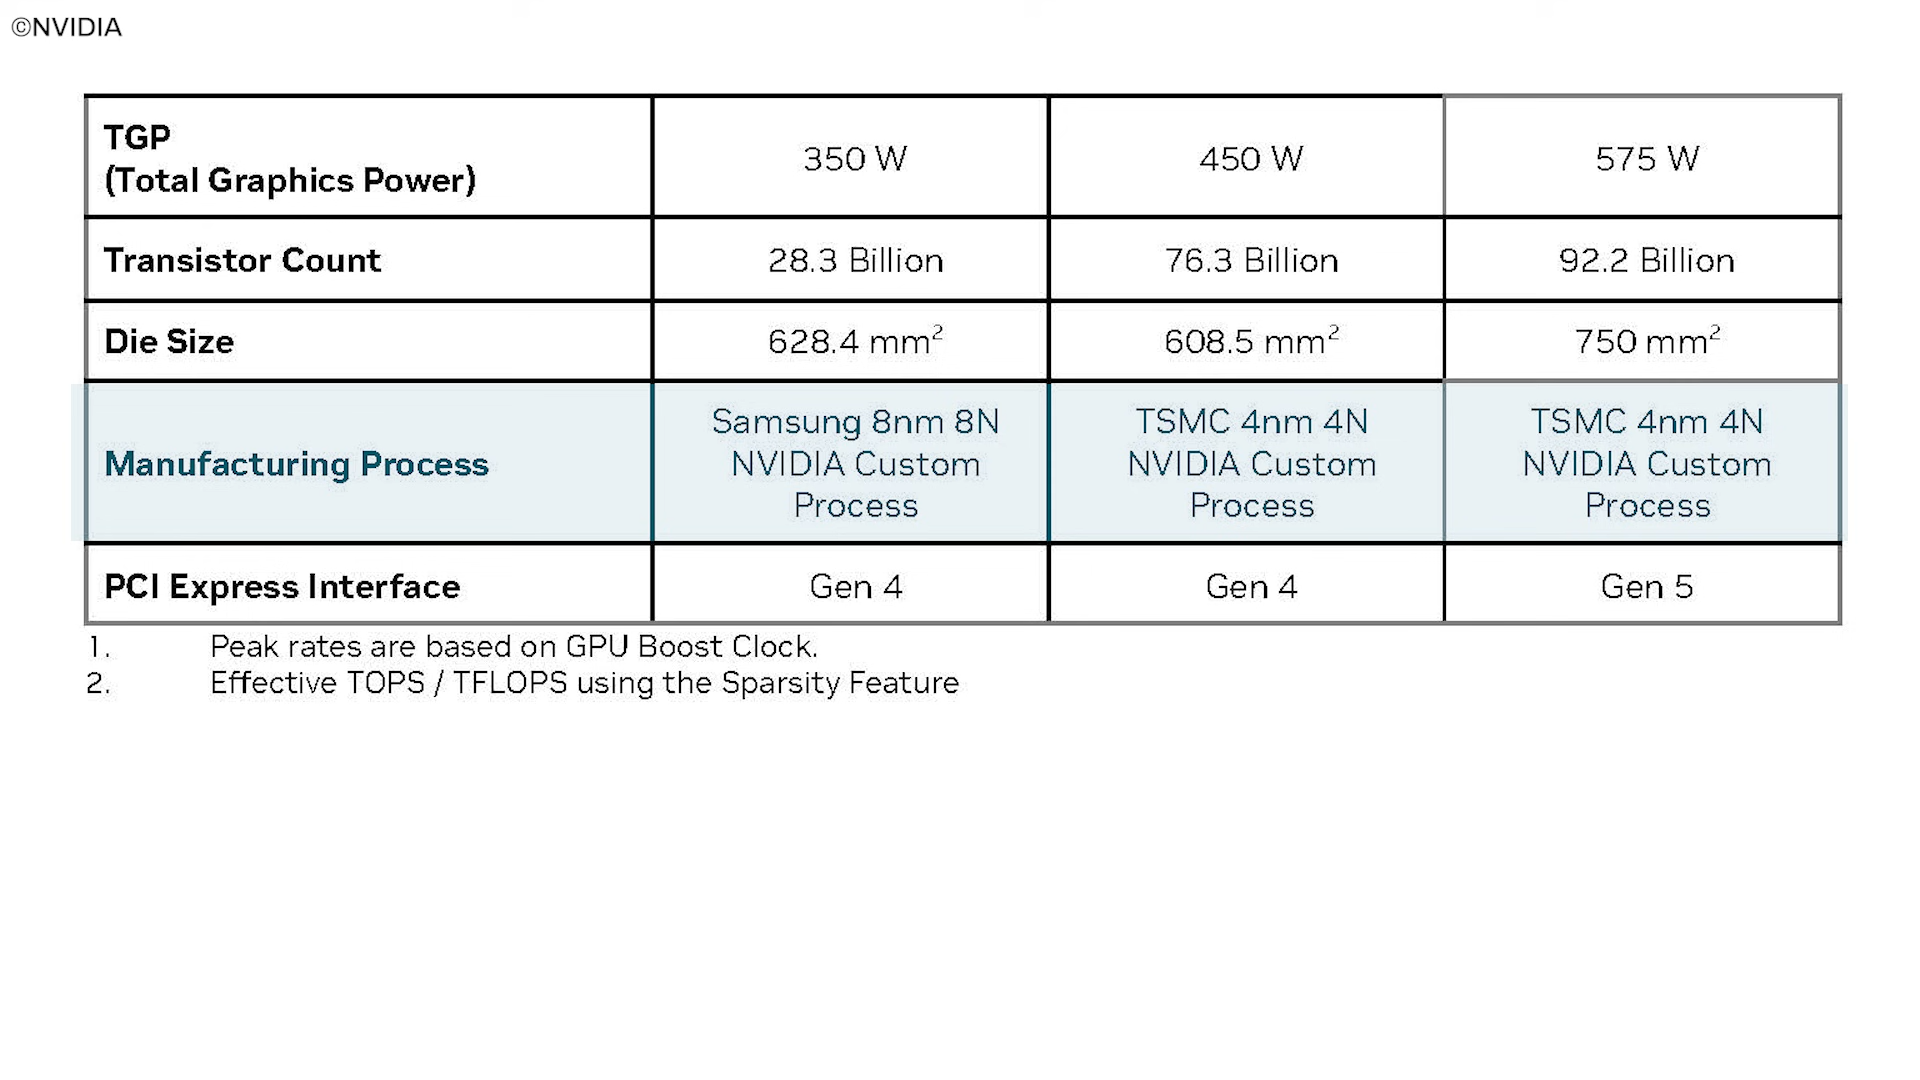 ©NVIDIA
TGP
(Total Graphics Power)
350 W
450 W
575 W
Transistor Count
28.3 Billion
76.3 Billion
92.2 Billion
Die Size
628.4 mm²
608.5 mm²
750 mm²
Manufacturing Process
Samsung 8nm 8N
NVIDIA Custom
Process
TSMC 4nm 4N
NVIDIA Custom
Process
TSMC 4nm 4N
NVIDIA Custom
Process
PCI Express Interface
Gen 4
Gen 4
Gen 5
1. Peak rates are based on GPU Boost Clock.
2. Effective TOPS / TFLOPS using the Sparsity Feature